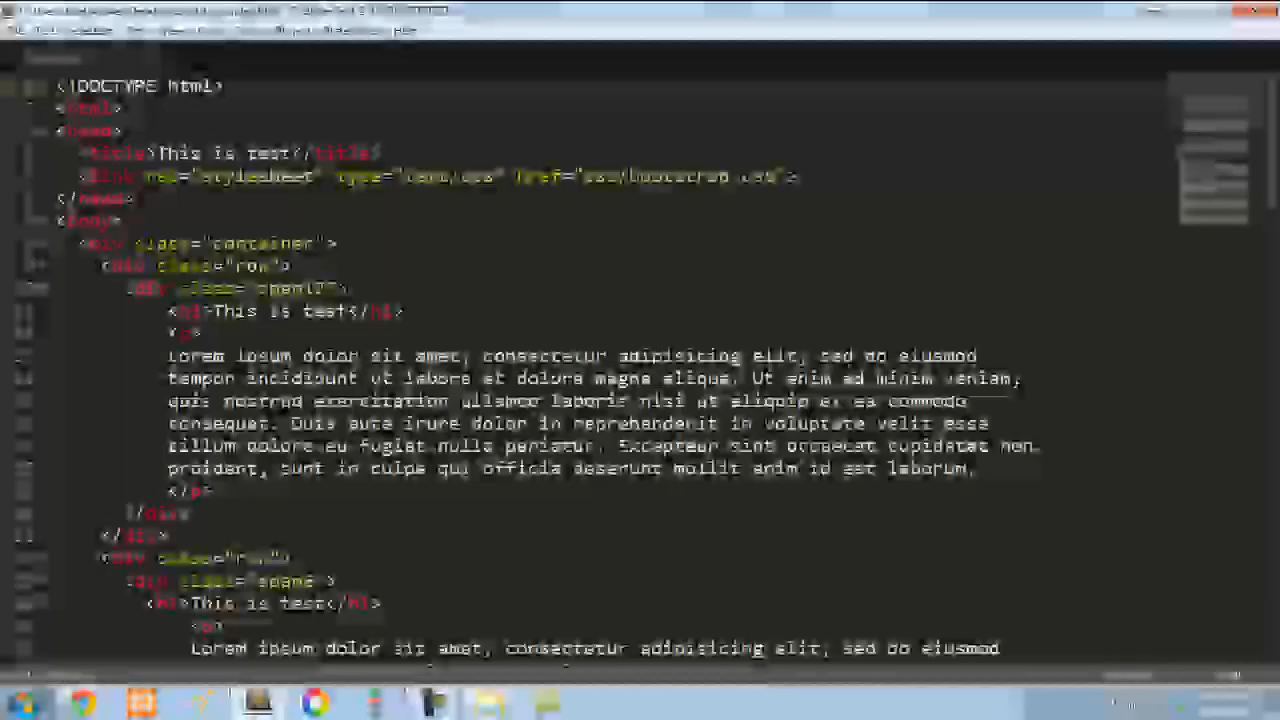 <!DOCTYPE html>
<html>
<head>
<title>This is test</title>
<link rel="stylesheet" type="text/css" href="css/bootstrap.css">
</head>
<body>
<div class="container">
<div class="row">
<div class="span12">
<h1>This is test</h1>
<p>
Lorem ipsum dolor sit amet, consectetur adipisicing elit, sed do eiusmod
tempor incididunt ut labore et dolore magna aliqua. Ut enim ad minim veniam,
quis nostrud exercitation ullamco laboris nisi ut aliquip ex ea commodo
consequat. Duis aute irure dolor in reprehenderit in voluptate velit esse
cillum dolore eu fugiat nulla pariatur. Excepteur sint occaecat cupidatat non
proident, sunt in culpa qui officia deserunt mollit anim id est laborum.
</p>
</div>
</div>
<div class="row">
<div class=
<h1>This is test</h1>
<p>
Lorem ipsum dolor sit amet, consectetur adipisicing elit, sed do eiusmod